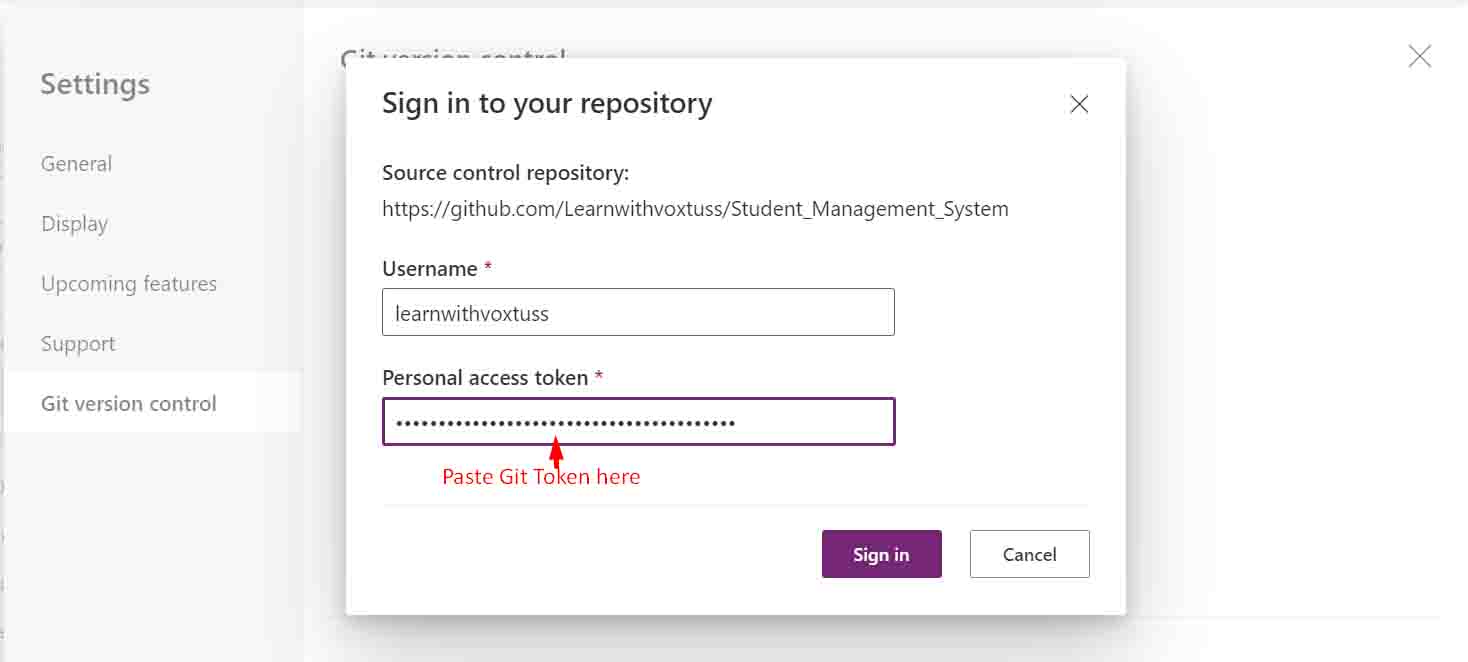 Git version control
Settings
Sign in to your repository
General
Source control repository:
https://github.com/Learnwithvoxtuss/Student_Management_System
Display
Username *
Upcoming features
learnwithvoxtuss
Support
Personal access token *
Git version control
••••••••••••••••••••••••••••••••••••••••
Paste Git Token here
Sign in
Cancel